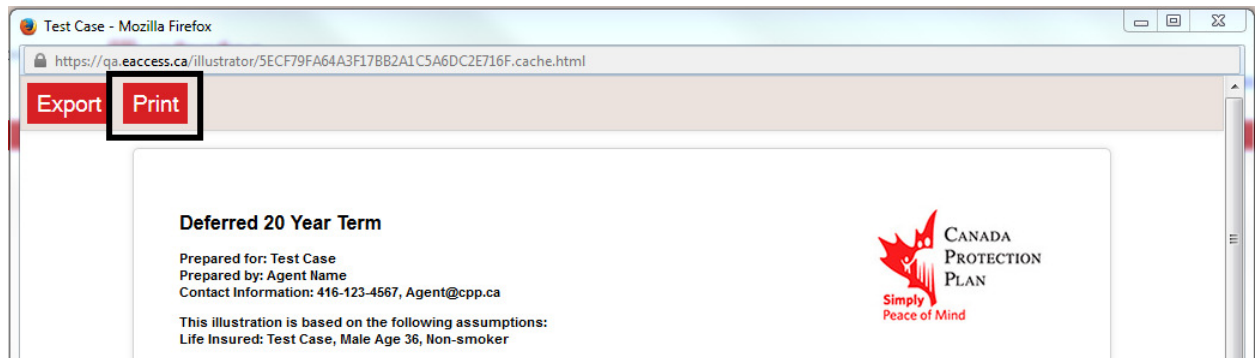 Test Case - Mozilla Firefox
https://qa.eaccess.ca/illustrator/5ECF79FA64A3F17BB2A1C5A6DC2E716F.cache.html
Export Print
Deferred 20 Year Term
Prepared for: Test Case
Prepared by: Agent Name
Contact Information: 416-123-4567, Agent@cpp.ca
This illustration is based on the following assumptions:
Life Insured: Test Case, Male Age 36, Non-smoker
CANADA
PROTECTION
PLAN
Simply
Peace of Mind